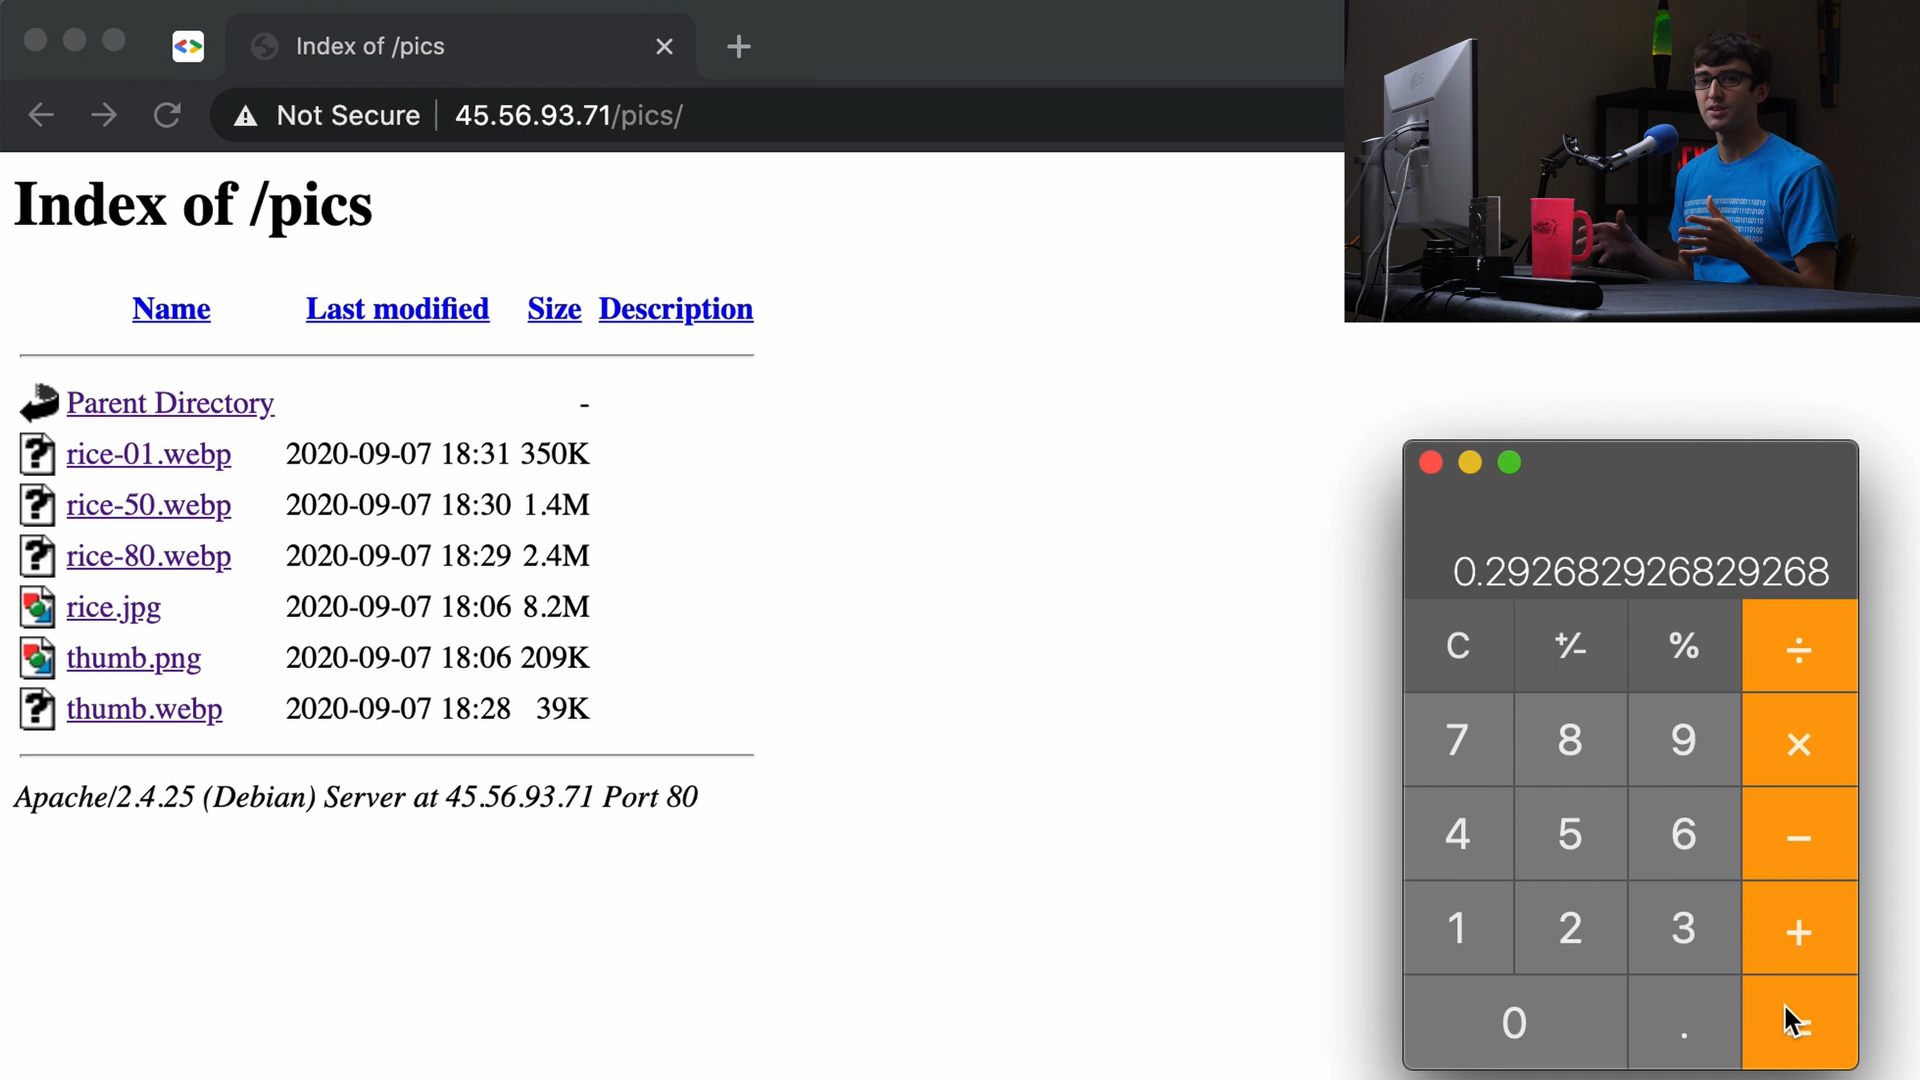 Index of /pics
Not Secure 45.56.93.71/pics/
Index of /pics
Name Last modified Size Description
Parent Directory -
rice-01.webp 2020-09-07 18:31 350K
rice-50.webp 2020-09-07 18:30 1.4M
rice-80.webp 2020-09-07 18:29 2.4M
rice.jpg 2020-09-07 18:06 8.2M
thumb.png 2020-09-07 18:06 209K
thumb.webp 2020-09-07 18:28 39K
Apache/2.4.25 (Debian) Server at 45.56.93.71 Port 80
0.292682926829268
C +/- % ÷
7 8 9 ×
4 5 6 −
1 2 3 +
0 . =